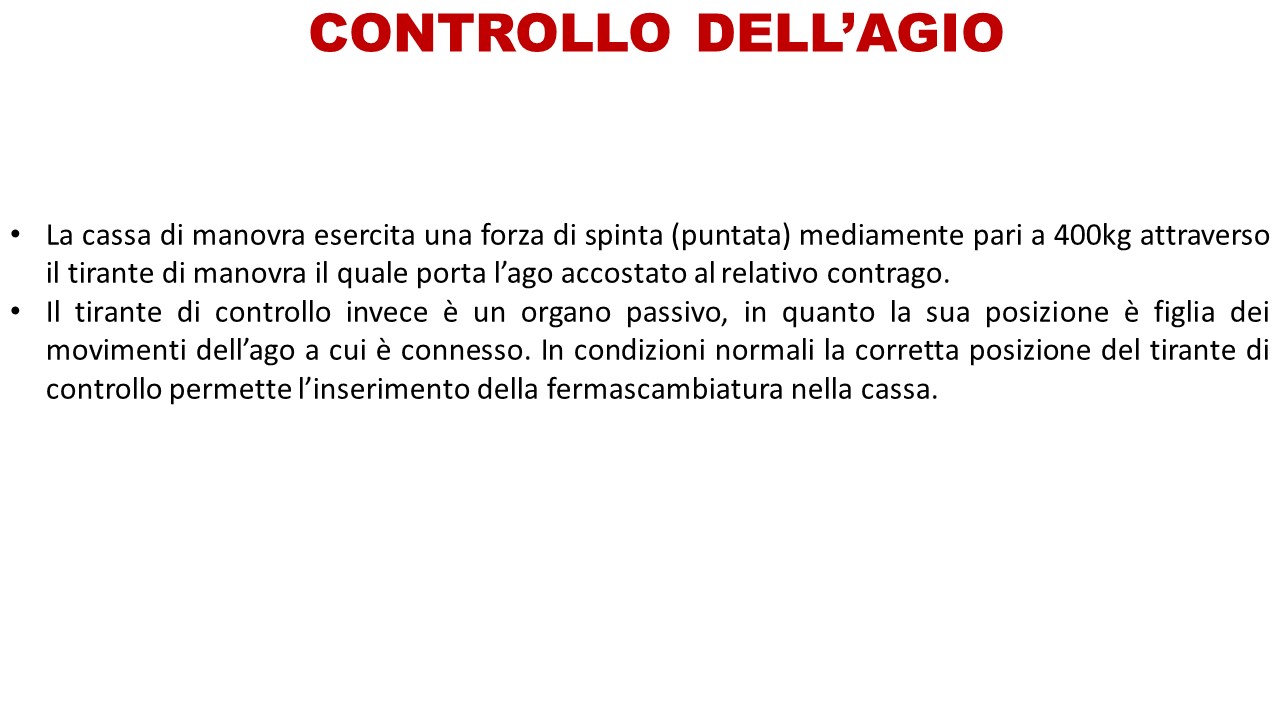 CONTROLLO DELL’AGIO
• La cassa di manovra esercita una forza di spinta (puntata) mediamente pari a 400kg attraverso
il tirante di manovra il quale porta l’ago accostato al relativo contrago.
• Il tirante di controllo invece è un organo passivo, in quanto la sua posizione è figlia dei
movimenti dell’ago a cui è connesso. In condizioni normali la corretta posizione del tirante di
controllo permette l’inserimento della fermascambiatura nella cassa.